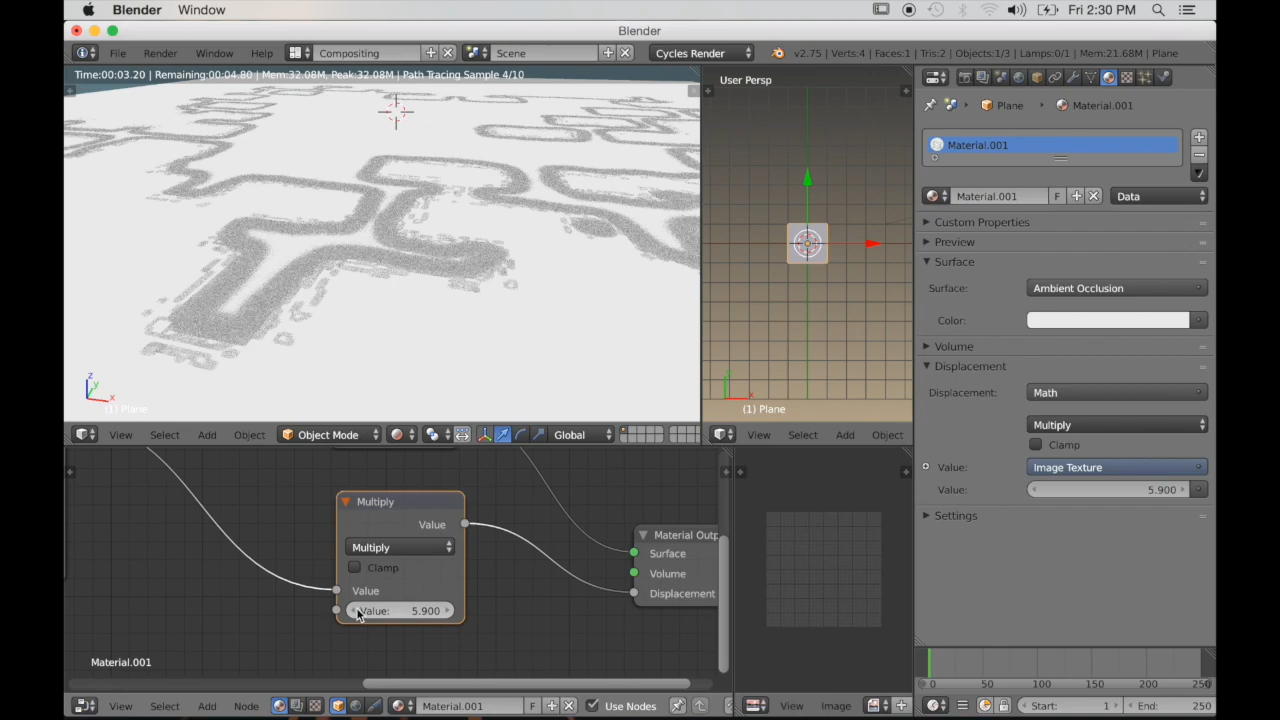 Blender Window Fri 2:30 PM
Blender
File Render Window Help Compositing Scene Cycles Render v2.75 | Verts:4 | Faces:1 | Tris:2 | Objects:1/3 | Lamps:0/1 | Mem:21.68M | Plane
Time:00:03.20 | Remaining:00:04.80 | Mem:32.08M, Peak:32.08M | Path Tracing Sample 4/10
User Persp
Plane Material.001
Material.001
Material.001 F Data
Custom Properties
Preview
Surface
Surface: Ambient Occlusion
Color:
Volume
Displacement
Displacement: Math
Multiply
Clamp
Value: Image Texture
Value: 5.900
Settings
z
y
x
(1) Plane
(1) Plane
View Select Add Object Object Mode Global View Select Add Object
Multiply
Value
Multiply
Clamp
Value
Value: 5.900
Material Outp
Surface
Volume
Displacement
Material.001
0 50 100 150 200 250
View Select Add Node Material.001 F Use Nodes View Image Start: 1 End: 250